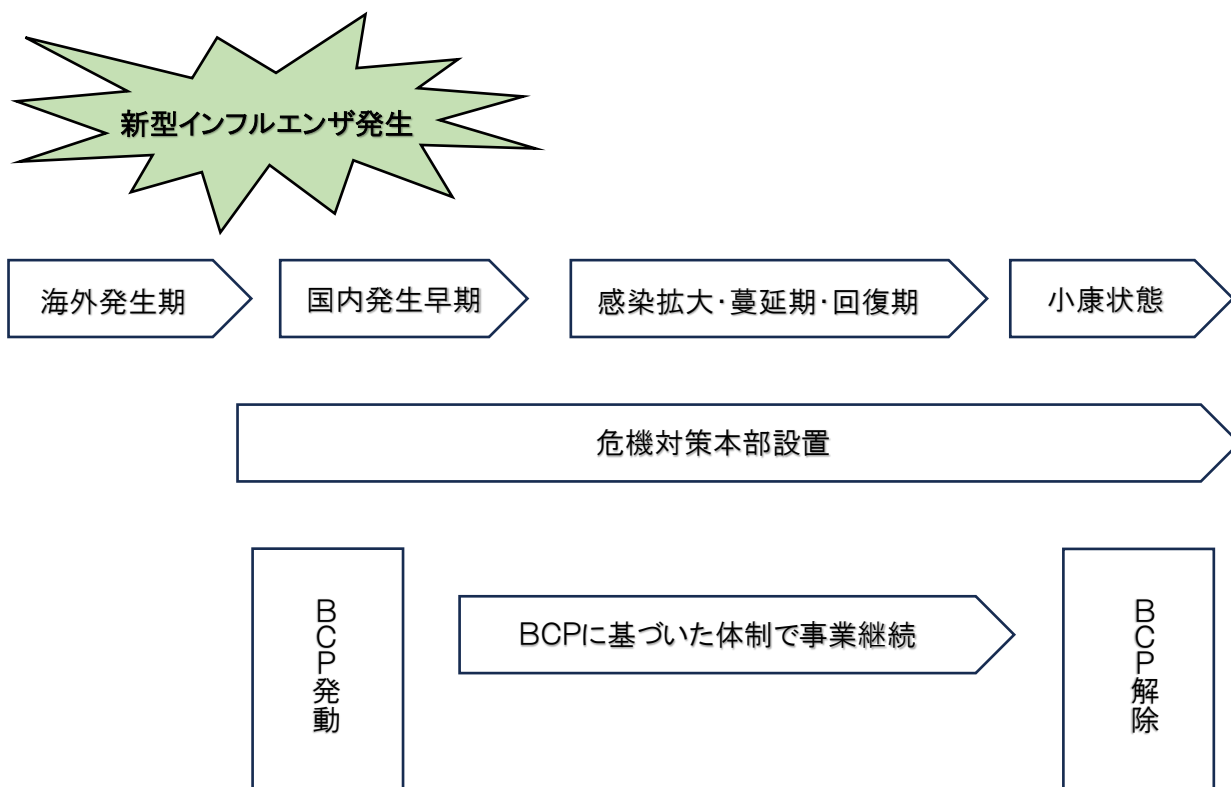 新型インフルエンザ発生
海外発生期
国内発生早期
感染拡大・蔓延期・回復期
小康状態
危機対策本部設置
BCP発動
BCPに基づいた体制で事業継続
BCP解除